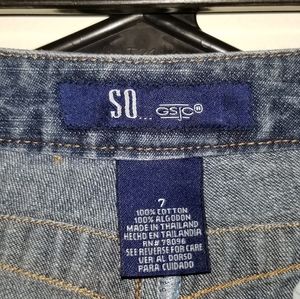 SO... GSJC
7
100% COTTON
100% ALGODON
MADE IN THAILAND
HECHO EN TAILANDIA
RN# 78096
SEE REVERSE FOR CARE
VER AL DORSO
PARA CUIDADO